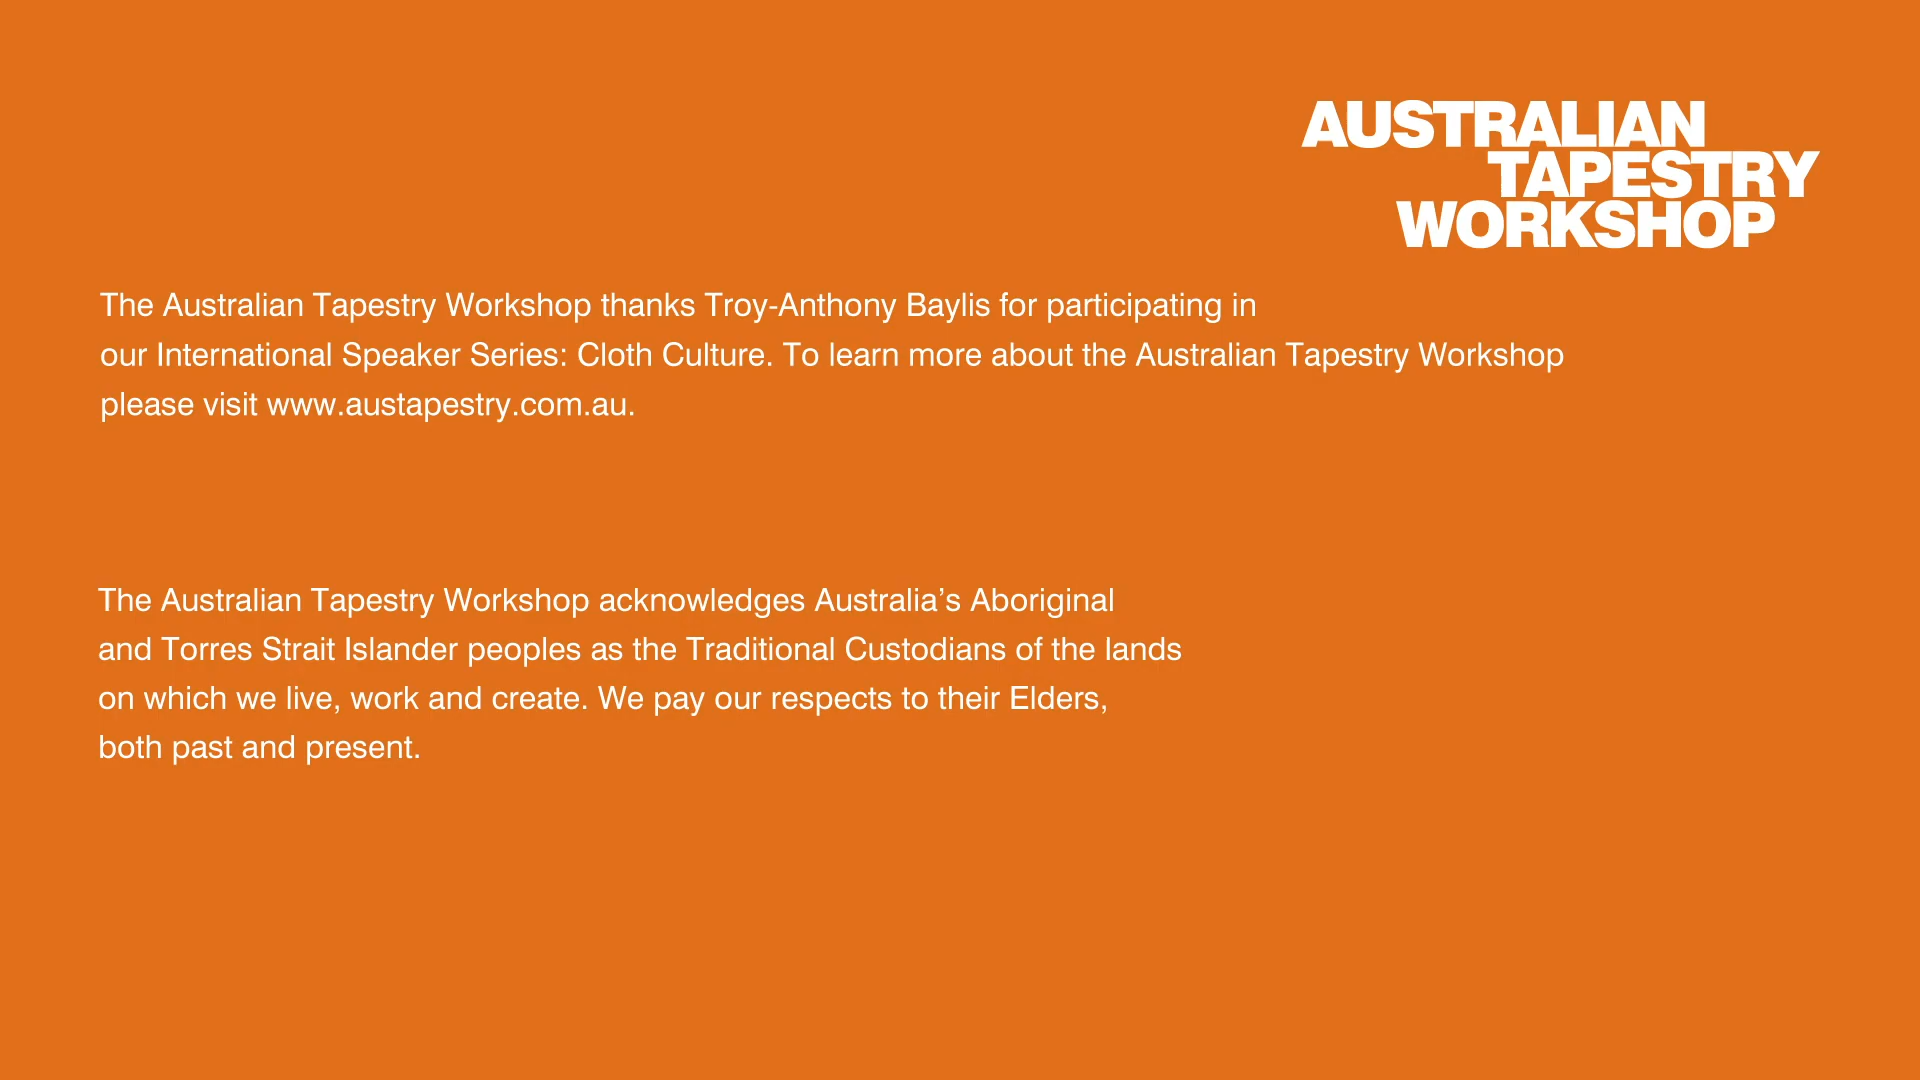 AUSTRALIAN
TAPESTRY
WORKSHOP
The Australian Tapestry Workshop thanks Troy-Anthony Baylis for participating in
our International Speaker Series: Cloth Culture. To learn more about the Australian Tapestry Workshop
please visit www.austapestry.com.au.
The Australian Tapestry Workshop acknowledges Australia’s Aboriginal
and Torres Strait Islander peoples as the Traditional Custodians of the lands
on which we live, work and create. We pay our respects to their Elders,
both past and present.